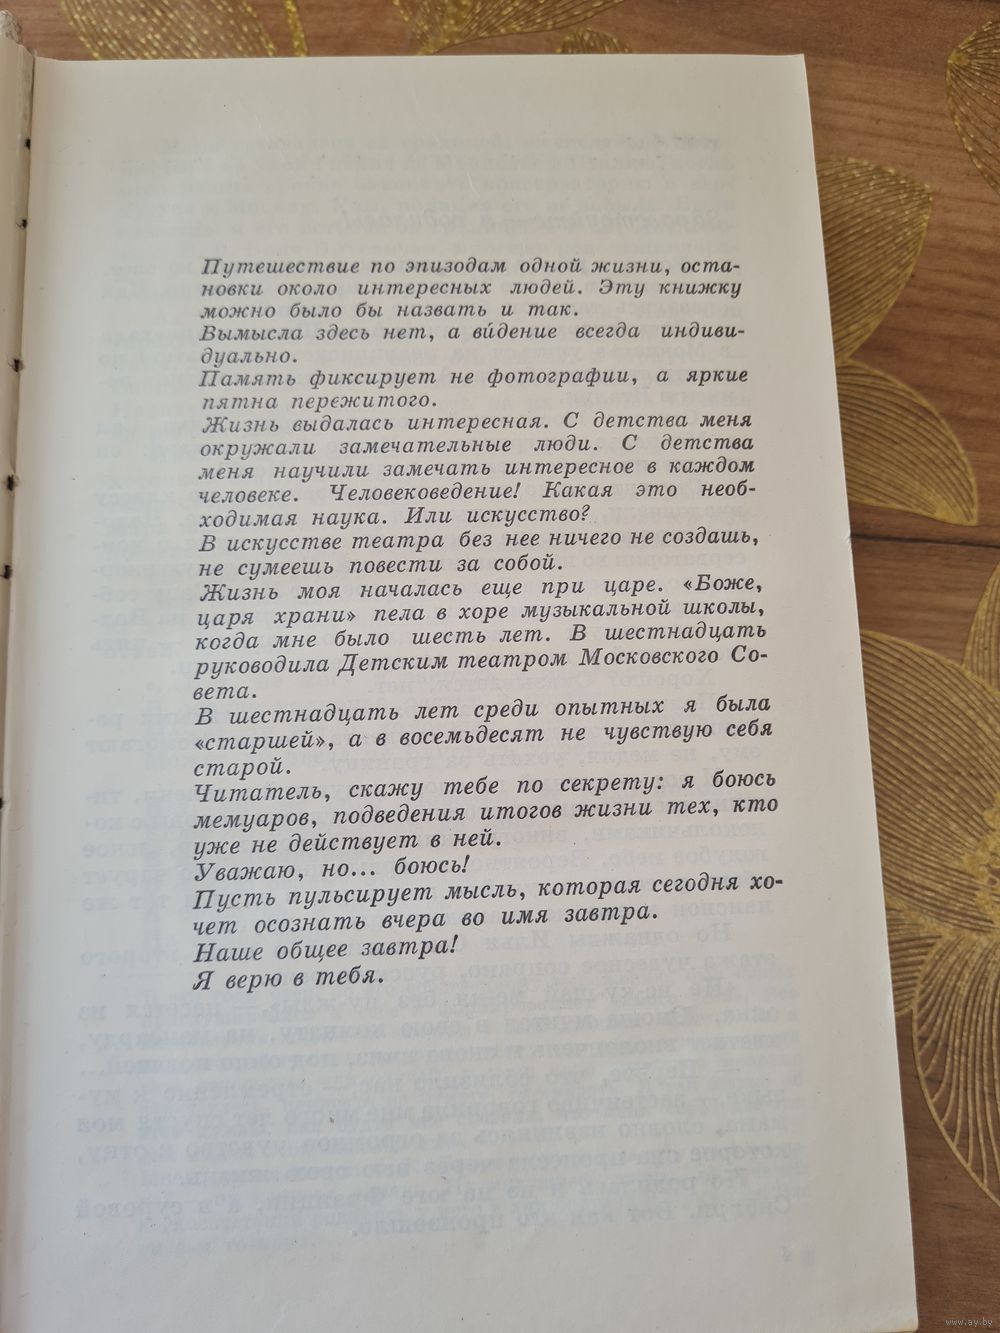 Путешествие по эпизодам одной жизни, оста-
новки около интересных людей. Эту книжку
можно было бы назвать и так.
Вымысла здесь нет, а ви́дение всегда индиви-
дуально.
Память фиксирует не фотографии, а яркие
пятна пережитого.
Жизнь выдалась интересная. С детства меня
окружали замечательные люди. С детства
меня научили замечать интересное в каждом
человеке. Человековедение! Какая это необ-
ходимая наука. Или искусство?
В искусстве театра без нее ничего не создашь,
не сумеешь повести за собой.
Жизнь моя началась еще при царе. «Боже,
царя храни» пела в хоре музыкальной школы,
когда мне было шесть лет. В шестнадцать
руководила Детским театром Московского Со-
вета.
В шестнадцать лет среди опытных я была
«старшей», а в восемьдесят не чувствую себя
старой.
Читатель, скажу тебе по секрету: я боюсь
мемуаров, подведения итогов жизни тех, кто
уже не действует в ней.
Уважаю, но... боюсь!
Пусть пульсирует мысль, которая сегодня хо-
чет осознать вчера во имя завтра.
Наше общее завтра!
Я верю в тебя.
www.ay.by